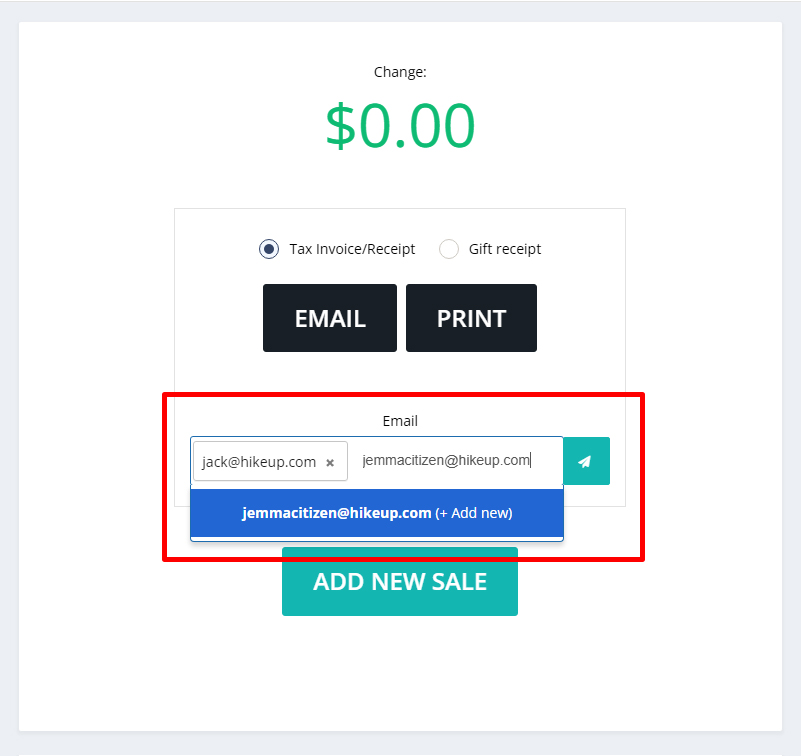 Change:
$0.00
Tax Invoice/Receipt Gift receipt
EMAIL PRINT
Email
jack@hikeup.com × jemmacitizen@hikeup.com
jemmacitizen@hikeup.com (+ Add new)
ADD NEW SALE